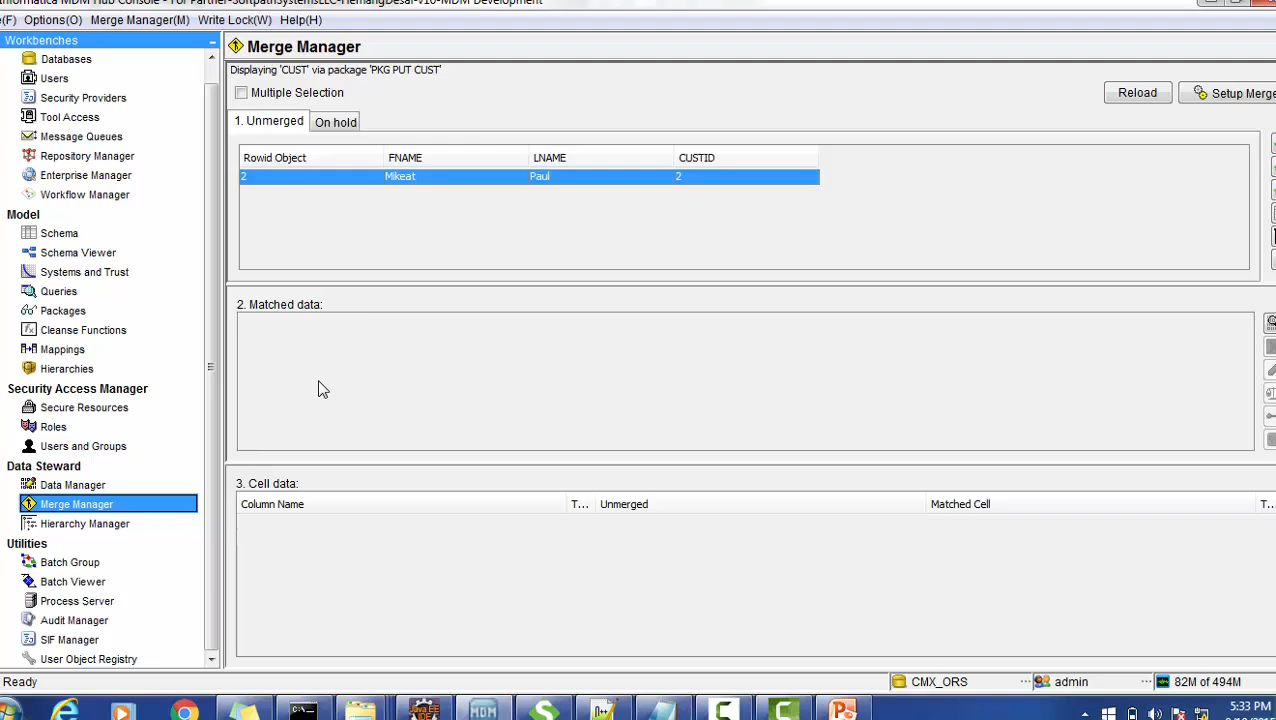 nformatica MDM Hub Console - For Partner-SoftpathSystemsLLC-HemangDesai-v10-MDM Development
(F) Options(O) Merge Manager(M) Write Lock(W) Help(H)
Workbenches
Databases
Users
Security Providers
Tool Access
Message Queues
Repository Manager
Enterprise Manager
Workflow Manager
Model
Schema
Schema Viewer
Systems and Trust
Queries
Packages
Cleanse Functions
Mappings
Hierarchies
Security Access Manager
Secure Resources
Roles
Users and Groups
Data Steward
Data Manager
Merge Manager
Hierarchy Manager
Utilities
Batch Group
Batch Viewer
Process Server
Audit Manager
SIF Manager
User Object Registry
Merge Manager
Displaying 'CUST' via package 'PKG PUT CUST'
Multiple Selection
Reload
Setup Merge
1. Unmerged On hold
Rowid Object FNAME LNAME CUSTID
2 Mikeat Paul 2
2. Matched data:
3. Cell data:
Column Name T... Unmerged Matched Cell T...
Ready
CMX_ORS
admin
82M of 494M
5:33 PM